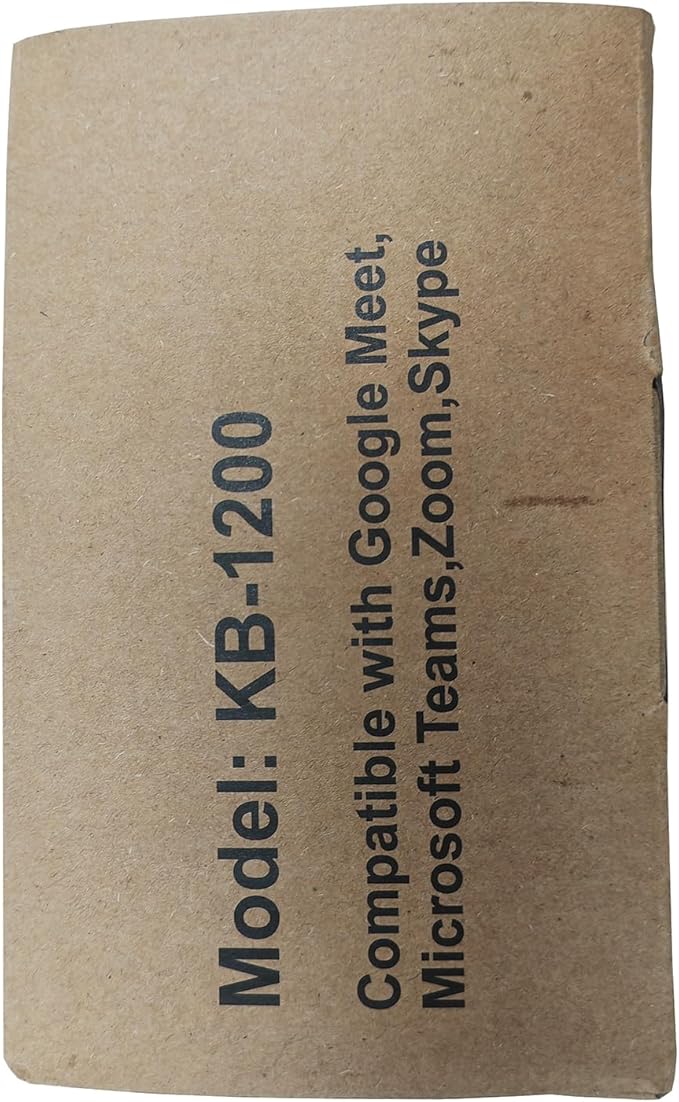 Model: KB-1200
Compatible with Google Meet,
Microsoft Teams,Zoom,Skype